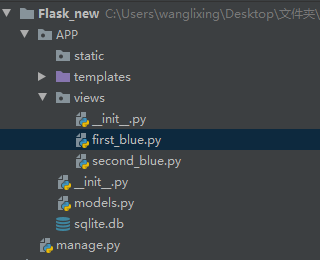 Flask_new C:\Users\wanglixing\Desktop\文件夹\
APP
static
templates
views
__init__.py
first_blue.py
second_blue.py
__init__.py
models.py
sqlite.db
manage.py